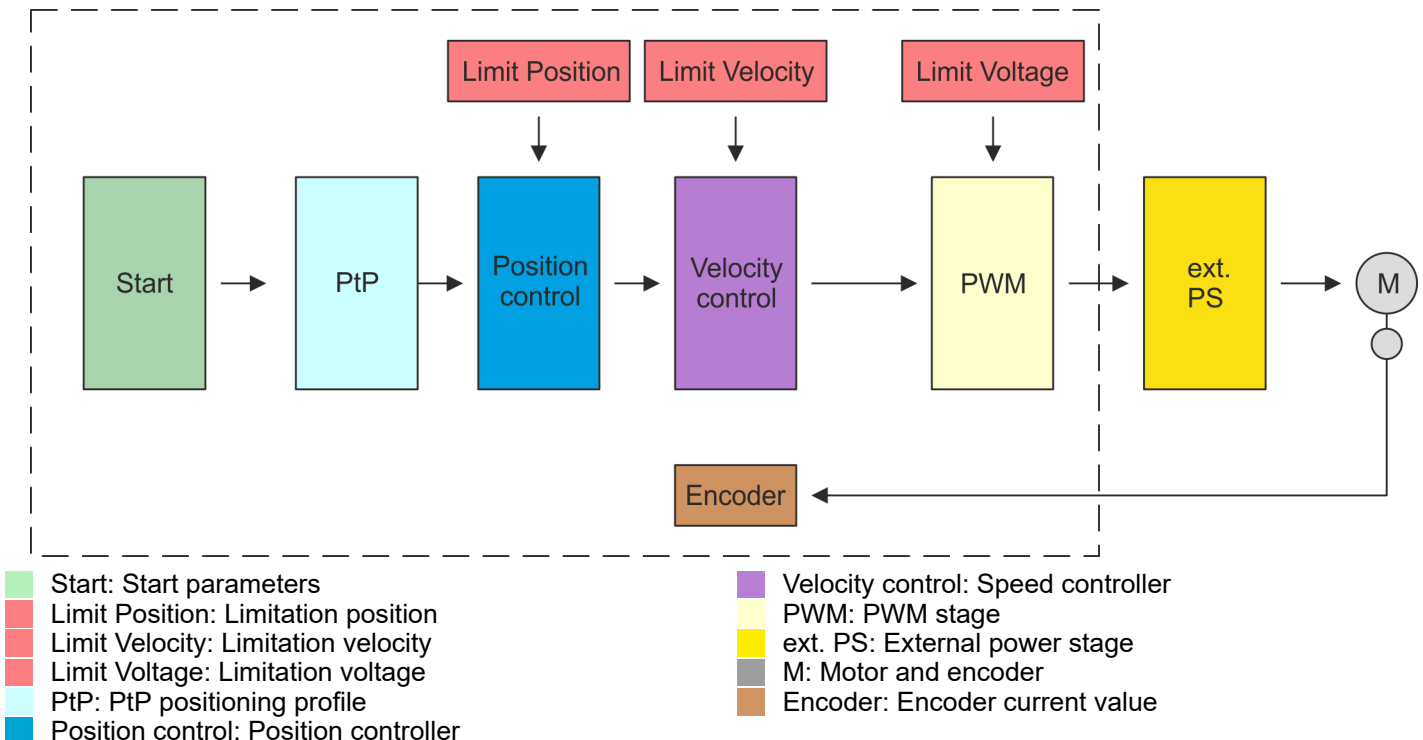 Limit Position
Limit Velocity
Limit Voltage
Start
PtP
Position
control
Velocity
control
PWM
ext.
PS
M
Encoder
Start: Start parameters
Limit Position: Limitation position
Limit Velocity: Limitation velocity
Limit Voltage: Limitation voltage
PtP: PtP positioning profile
Position control: Position controller
Velocity control: Speed controller
PWM: PWM stage
ext. PS: External power stage
M: Motor and encoder
Encoder: Encoder current value